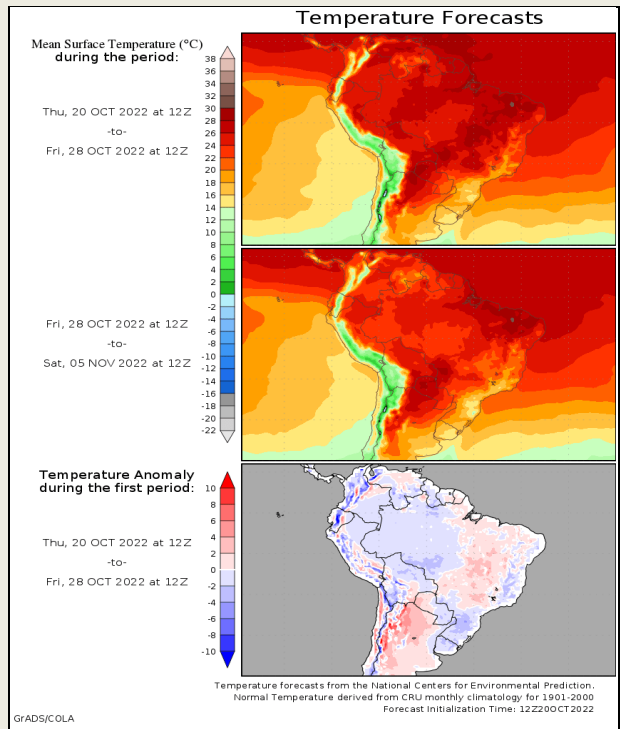 Temperature Forecasts
Mean Surface Temperature (°C)
during the period:
Thu, 20 OCT 2022 at 12Z
-to-
Fri, 28 OCT 2022 at 12Z
38
36
34
32
30
28
26
24
22
20
18
16
14
12
10
8
6
4
2
0
-2
-4
-6
-8
-10
-12
-14
-16
-18
-20
-22
Fri, 28 OCT 2022 at 12Z
-to-
Sat, 05 NOV 2022 at 12Z
Temperature Anomaly
during the first period:
Thu, 20 OCT 2022 at 12Z
-to-
Fri, 28 OCT 2022 at 12Z
10
8
6
4
2
0
-2
-4
-6
-8
-10
Temperature forecasts from the National Centers for Environmental Prediction.
Normal Temperature derived from CRU monthly climatology for 1901-2000
Forecast Initialization Time: 12Z20OCT2022
GrADS/COLA